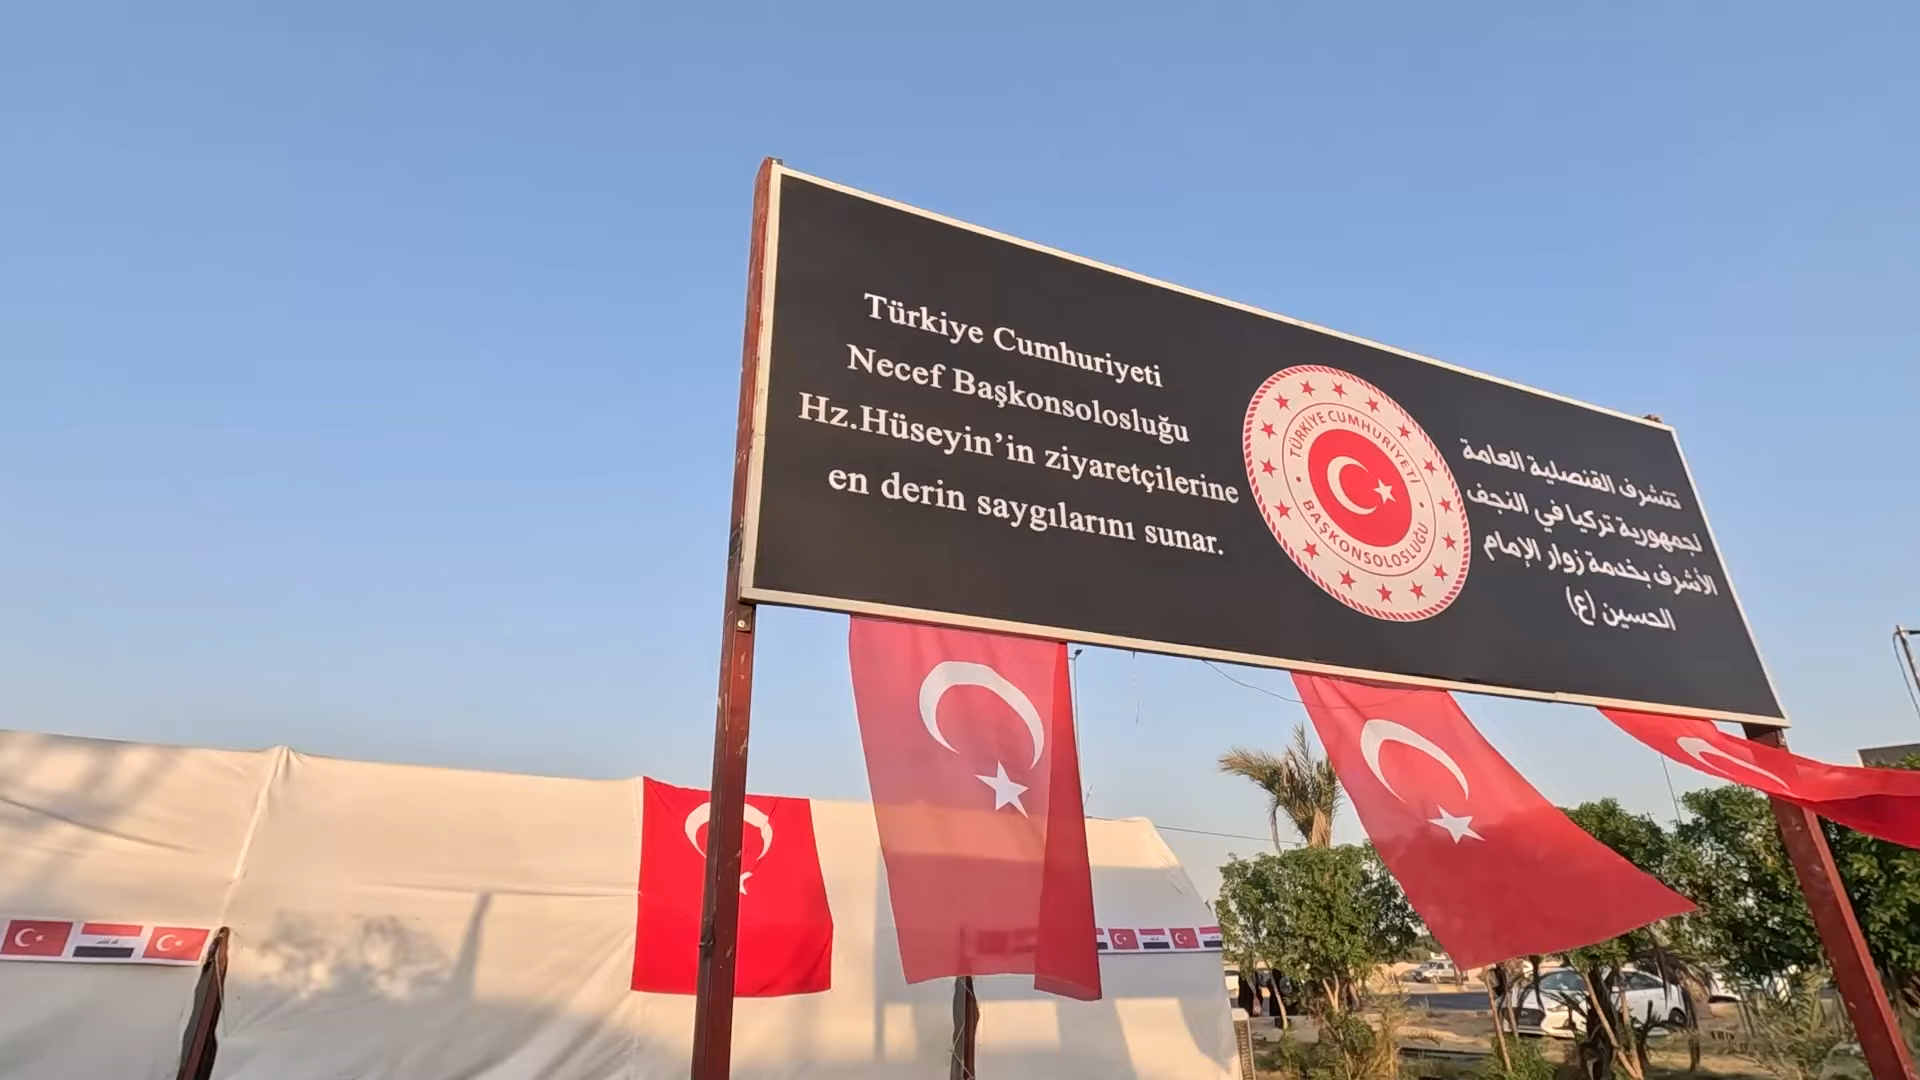 Türkiye Cumhuriyeti
Necef Başkonsolosluğu
Hz.Hüseyin’in ziyaretçilerine
en derin saygılarını sunar.
TÜRKİYE CUMHURİYETİ
BAŞKONSOLOSLUĞU
تتشرف القنصلية العامة
لجمهورية تركيا في النجف
الأشرف بخدمة زوار الإمام
الحسين (ع)